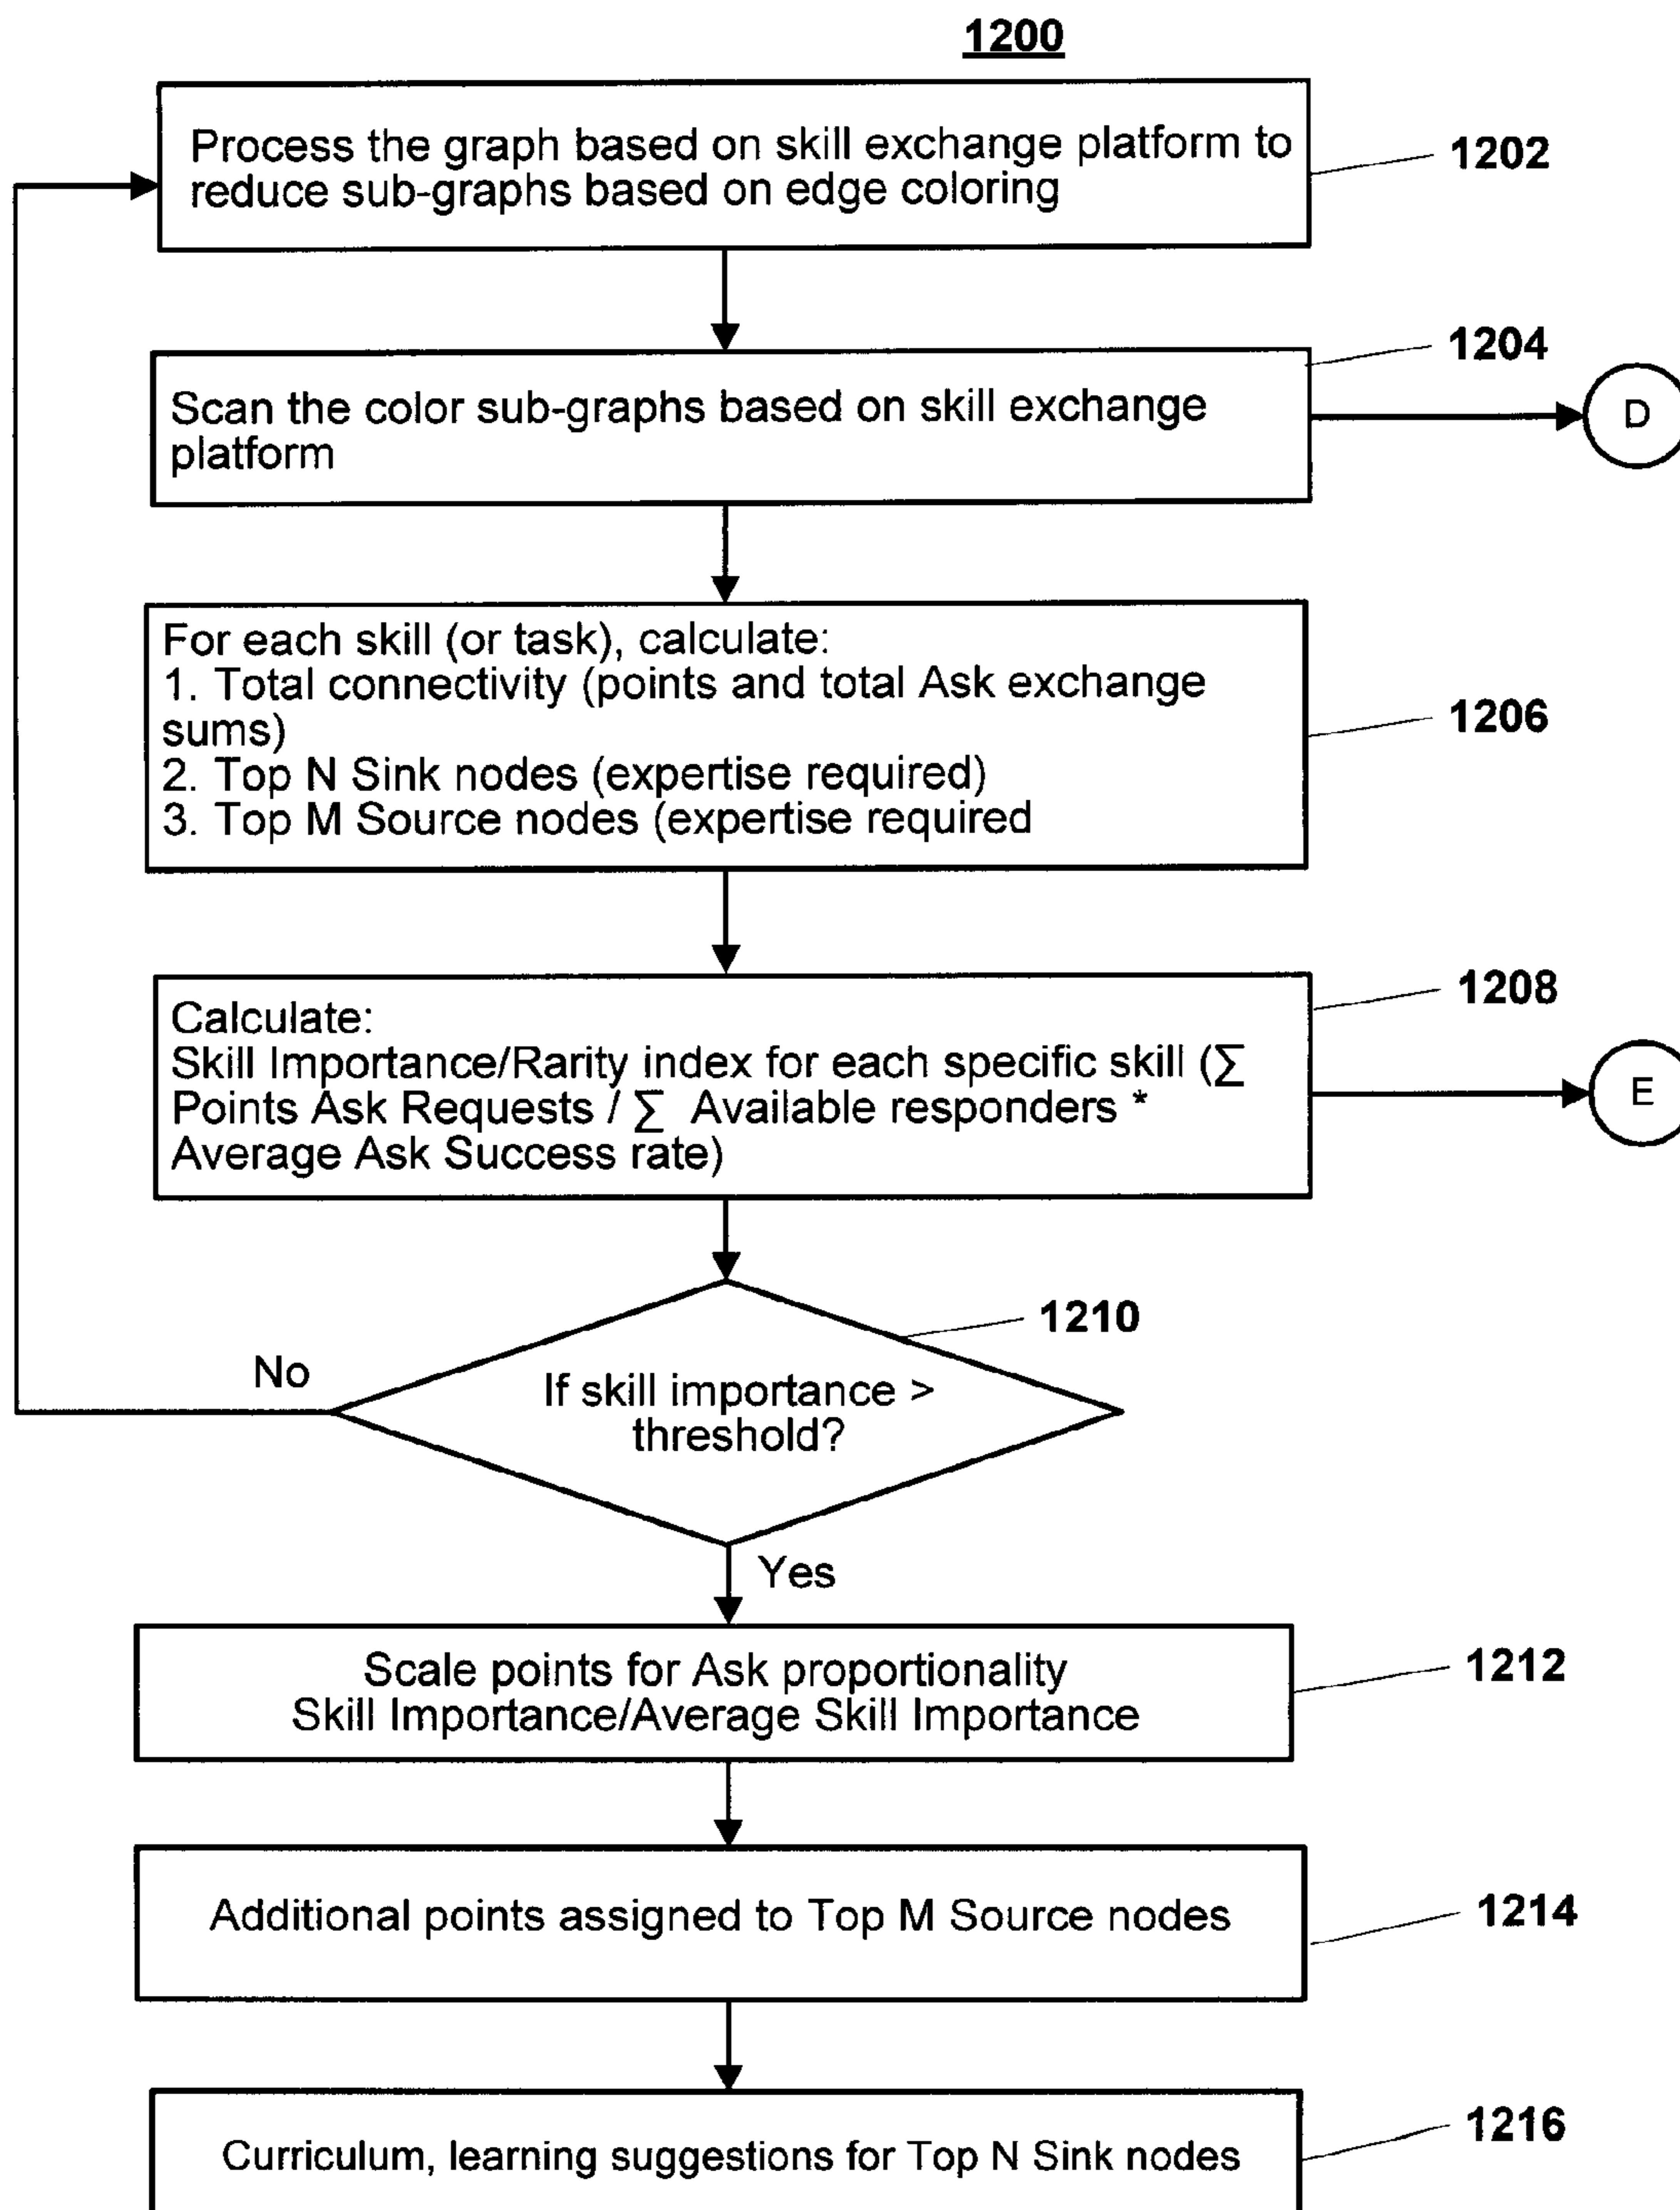 1200
Process the graph based on skill exchange platform to
reduce sub-graphs based on edge coloring
1202
1204
Scan the color sub-graphs based on skill exchange
platform
D
For each skill (or task), calculate:
1. Total connectivity (points and total Ask exchange
sums)
2. Top N Sink nodes (expertise required)
3. Top M Source nodes (expertise required
1206
1208
Calculate:
Skill Importance/Rarity index for each specific skill (∑
Points Ask Requests / ∑ Available responders *
Average Ask Success rate)
E
1210
No
If skill importance >
threshold?
Yes
Scale points for Ask proportionality
Skill Importance/Average Skill Importance
1212
Additional points assigned to Top M Source nodes
1214
Curriculum, learning suggestions for Top N Sink nodes
1216